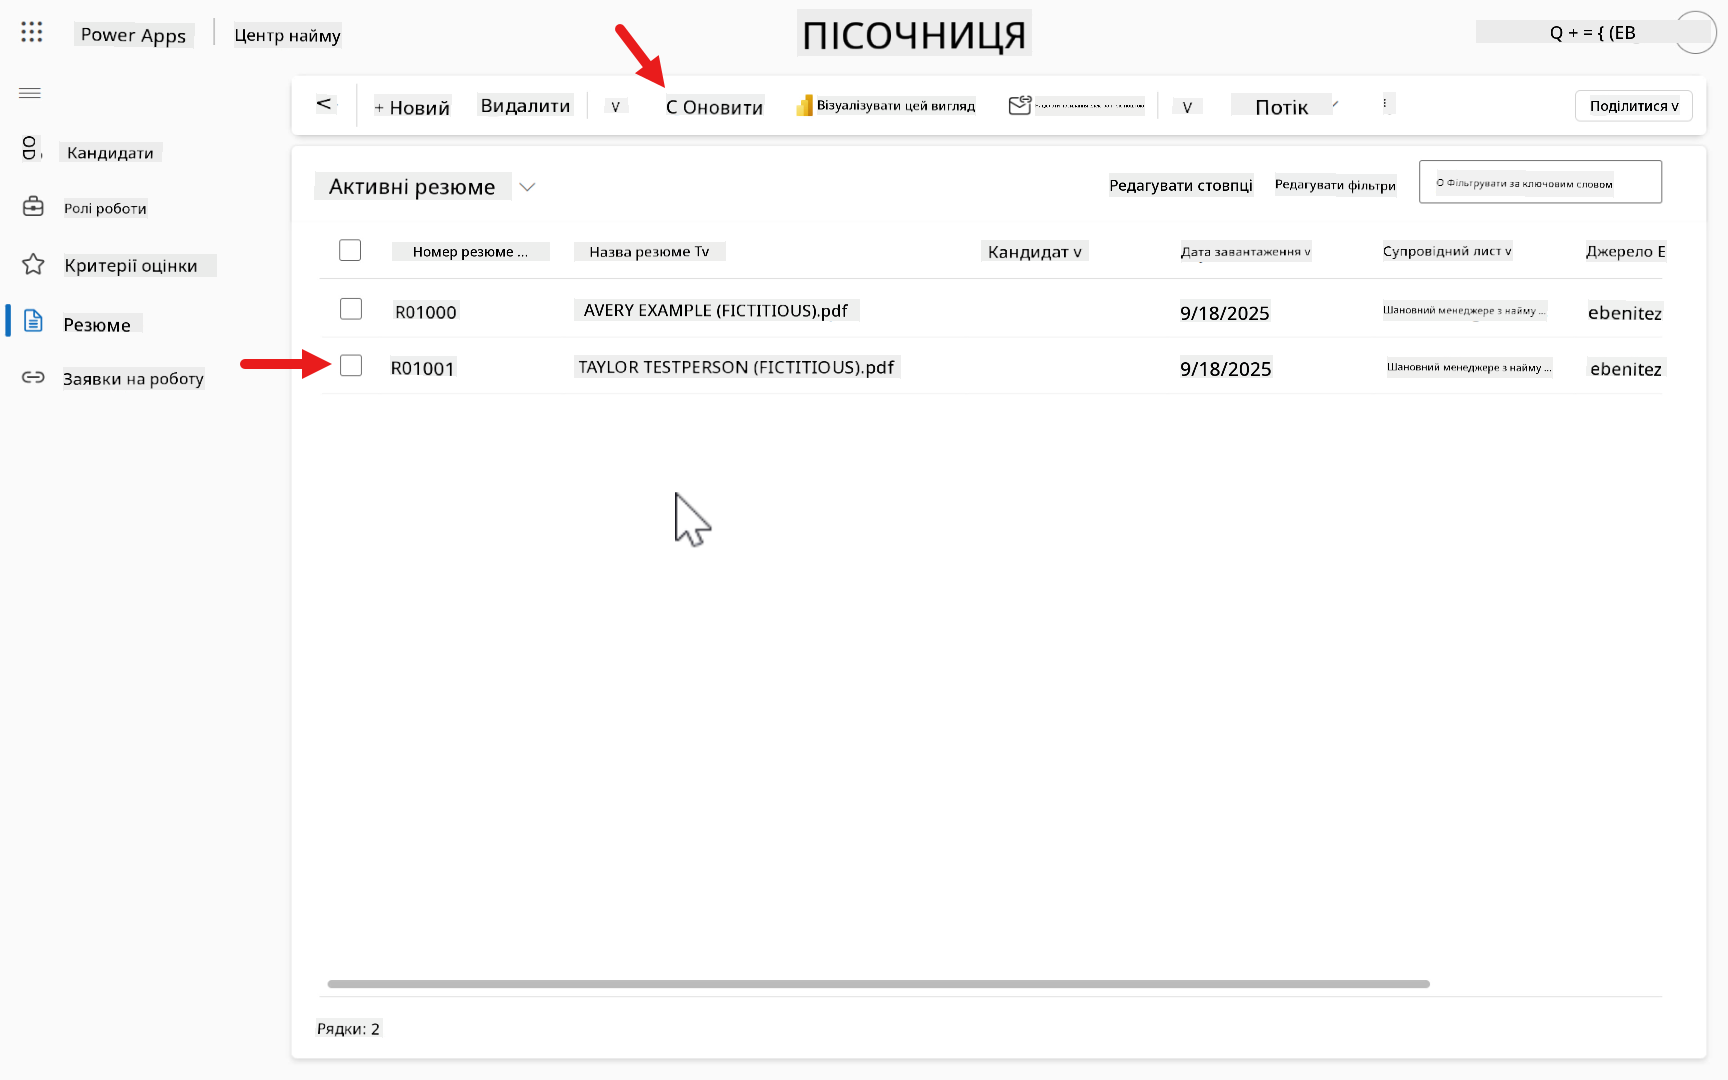 Power Apps
Центр найму
ПІСОЧНИЦЯ
Q + = { (EB
< + Новий Видалити v С Оновити Візуалізувати цей вигляд v Потік Поділитися v
Кандидати
Ролі роботи
Критерії оцінки
Резюме
Заявки на роботу
Активні резюме
Редагувати стовпці Редагувати фільтри О Фільтрувати за ключовим словом
Номер резюме ... Назва резюме Tv Кандидат v Дата завантаження v Супровідний лист v Джерело E
R01000 AVERY EXAMPLE (FICTITIOUS).pdf 9/18/2025 Шановний менеджере з найму ... ebenitez
R01001 TAYLOR TESTPERSON (FICTITIOUS).pdf 9/18/2025 Шановний менеджере з найму ... ebenitez
Рядки: 2